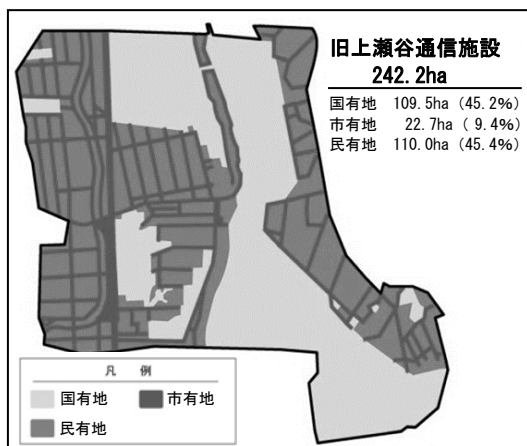 旧上瀬谷通信施設
242.2ha
国有地 109.5ha (45.2%)
市有地 22.7ha ( 9.4%)
民有地 110.0ha (45.4%)
凡 例
国有地 市有地
民有地